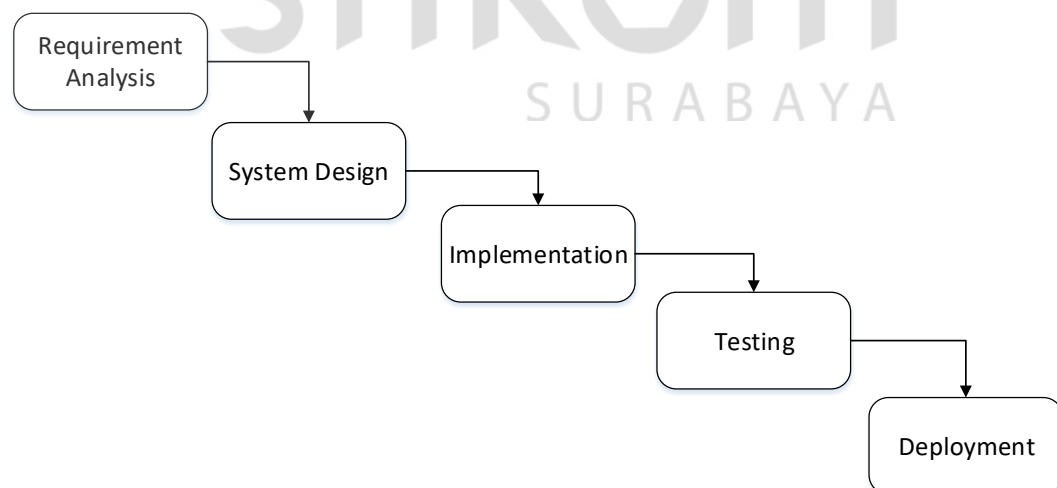 SURABAYA
Requirement
Analysis
System Design
Implementation
Testing
Deployment